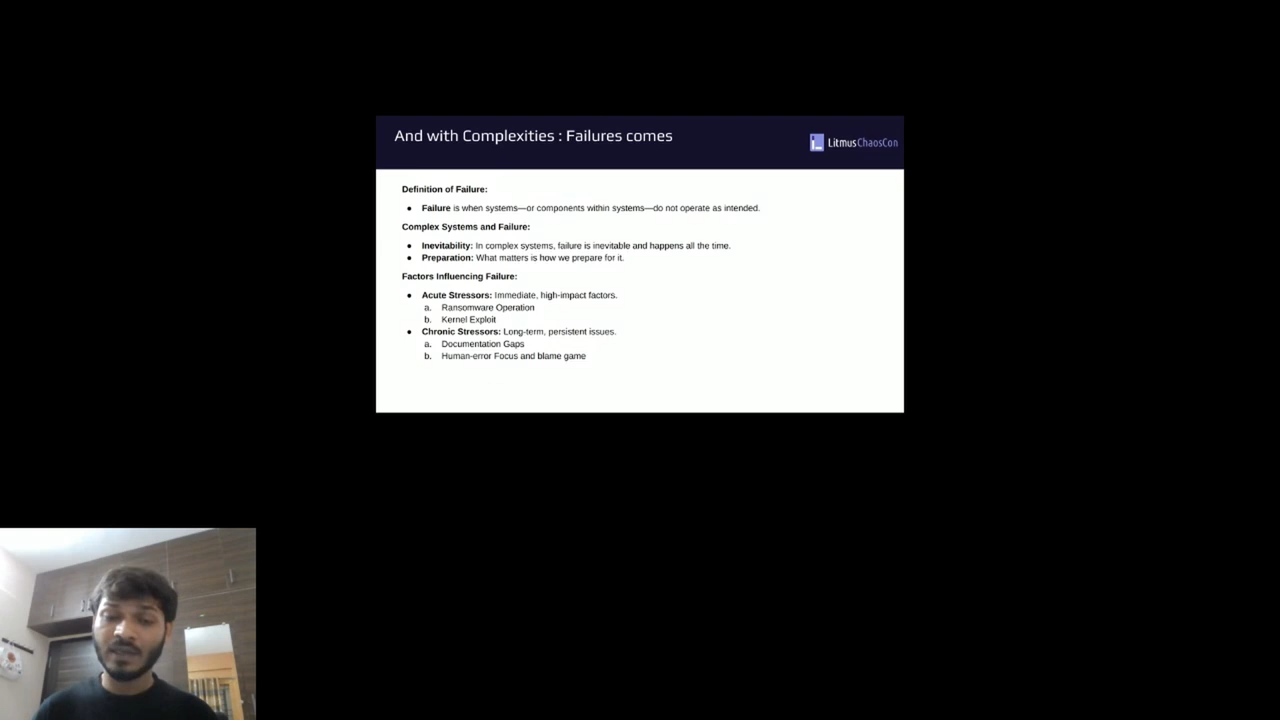 And with Complexities : Failures comes
LitmusChaosCon
Definition of Failure:
● Failure is when systems—or components within systems—do not operate as intended.
Complex Systems and Failure:
● Inevitability: In complex systems, failure is inevitable and happens all the time.
● Preparation: What matters is how we prepare for it.
Factors Influencing Failure:
● Acute Stressors: Immediate, high-impact factors.
a. Ransomware Operation
b. Kernel Exploit
● Chronic Stressors: Long-term, persistent issues.
a. Documentation Gaps
b. Human-error Focus and blame game